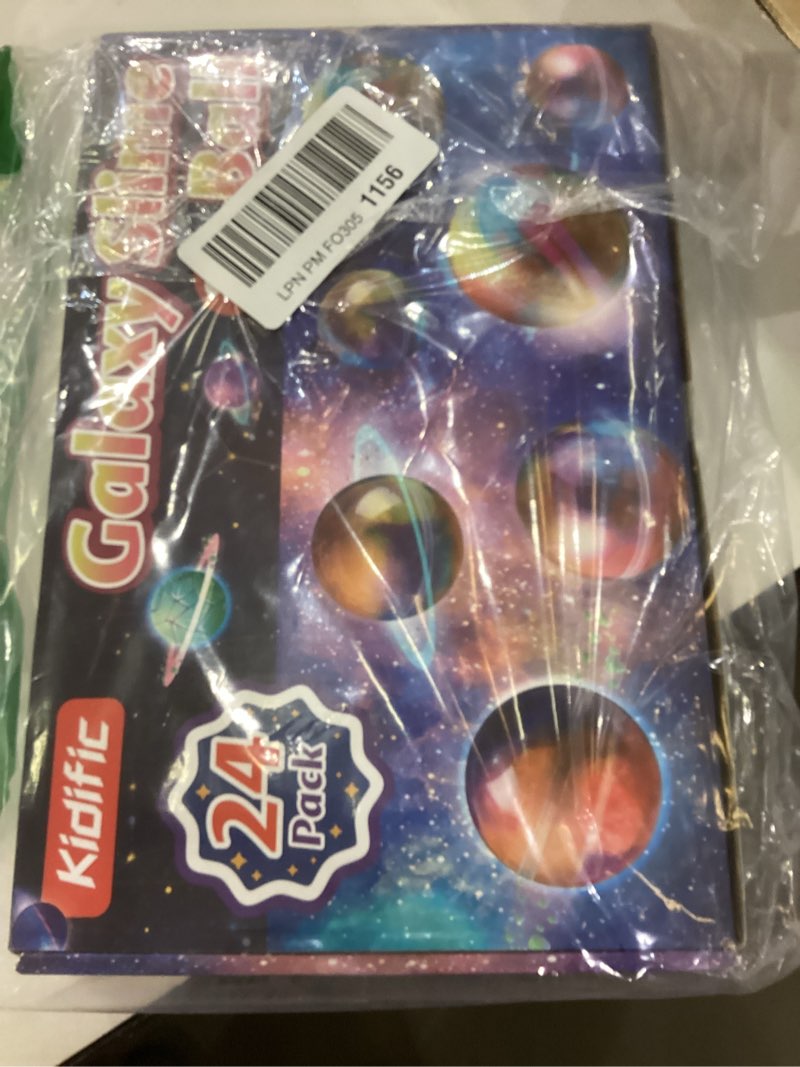 Kidific
Galaxy Slime
Ball
24
Pack
LPN PM FO305 1156